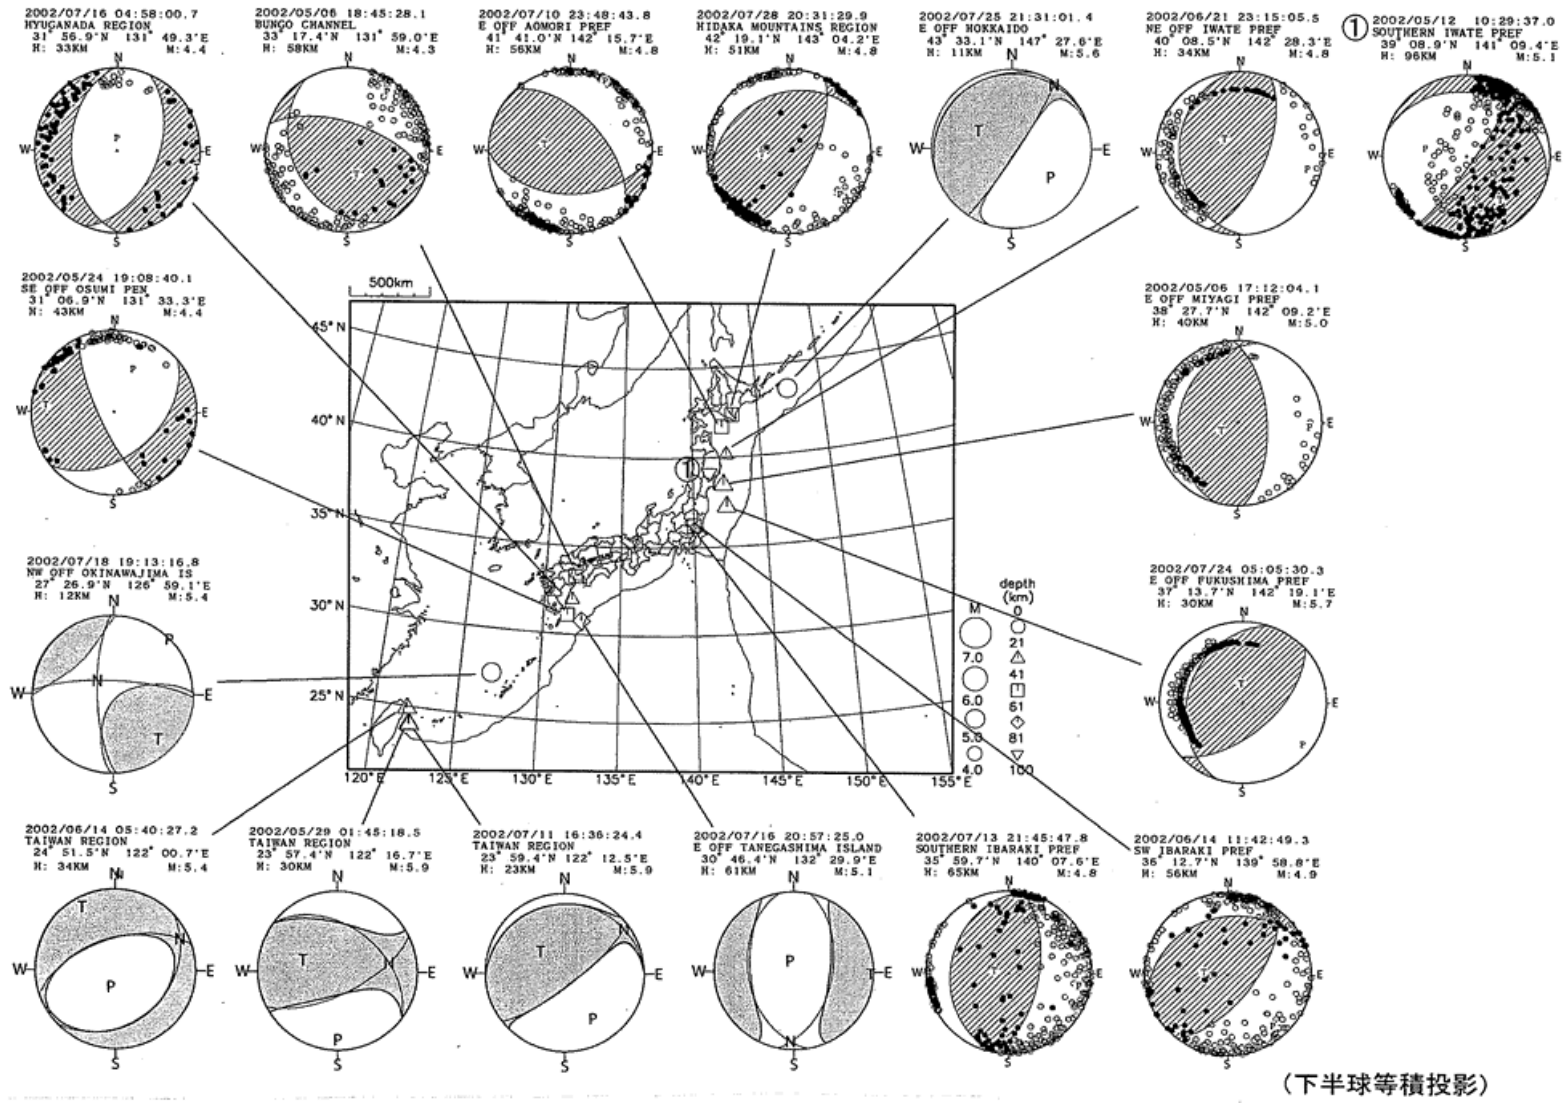 2002/07/16 04:58:00.7
HYUGANADA REGION
31° 56.9'N 131° 49.3'E
H: 33KM M:4.4
N
P
W
E
S
2002/05/06 18:45:28.1
BUNGO CHANNEL
33° 17.4'N 131° 59.0'E
H: 58KM M:4.3
N
W
T
E
S
2002/07/10 23:48:43.8
E OFF AOMORI PREF
41° 41.0'N 142° 15.7'E
H: 56KM M:4.8
N
P
W
T
E
S
2002/07/28 20:31:29.9
HIDAKA MOUNTAINS REGION
42° 19.1'N 143° 04.2'E
H: 51KM M:4.8
N
W
T
E
P
S
2002/07/25 21:31:01.4
E OFF HOKKAIDO
43° 33.1'N 147° 27.6'E
H: 11KM M:5.6
N
N
T
W
E
P
S
2002/06/21 23:15:05.5
NE OFF IWATE PREF
40° 08.5'N 142° 28.3'E
H: 34KM M:4.8
N
T
W
E
P
S
①
2002/05/12 10:29:37.0
SOUTHERN IWATE PREF
39° 08.9'N 141° 09.4'E
H: 96KM M:5.1
N
P
W
E
S
2002/05/24 19:08:40.1
SE OFF OSUMI PEN
31° 06.9'N 131° 33.3'E
H: 43KM M:4.4
N
P
T
W
E
S
500km
45°N
40°N
35°N
30°N
25°N
120°E
125°E
130°E
135°E
140°E
145°E
150°E
155°E
①
M
7.0
6.0
5.0
4.0
depth
(km)
0
21
41
61
81
100
2002/05/06 17:12:04.1
E OFF MIYAGI PREF
38° 27.7'N 142° 09.2'E
H: 40KM M:5.0
N
W
T
P
E
S
2002/07/18 19:13:16.8
NW OFF OKINAWAJIMA IS
27° 26.9'N 126° 59.1'E
H: 12KM M:5.4
N
P
N
W
E
T
S
2002/07/24 05:05:30.3
E OFF FUKUSHIMA PREF
37° 13.7'N 142° 19.1'E
H: 30KM M:5.7
N
T
W
E
P
S
2002/06/14 05:40:27.2
TAIWAN REGION
24° 51.5'N 122° 00.7'E
H: 34KM M:5.4
N
T
N
W
E
P
S
2002/05/29 01:45:18.5
TAIWAN REGION
23° 57.4'N 122° 16.7'E
H: 30KM M:5.9
N
T
N
W
E
P
S
2002/07/11 16:36:24.4
TAIWAN REGION
23° 59.4'N 122° 12.5'E
H: 23KM M:5.9
N
N
T
W
E
P
S
2002/07/16 20:57:25.0
E OFF TANEGASHIMA ISLAND
30° 46.4'N 132° 29.9'E
H: 61KM M:5.1
N
P
W
T
E
N
S
2002/07/13 21:45:47.8
SOUTHERN IBARAKI PREF
35° 59.7'N 140° 07.6'E
H: 65KM M:4.8
N
W
T
P
E
S
2002/06/14 11:42:49.3
SW IBARAKI PREF
36° 12.7'N 139° 58.8'E
H: 56KM M:4.9
N
W
T
E
P
S
(下半球等積投影)